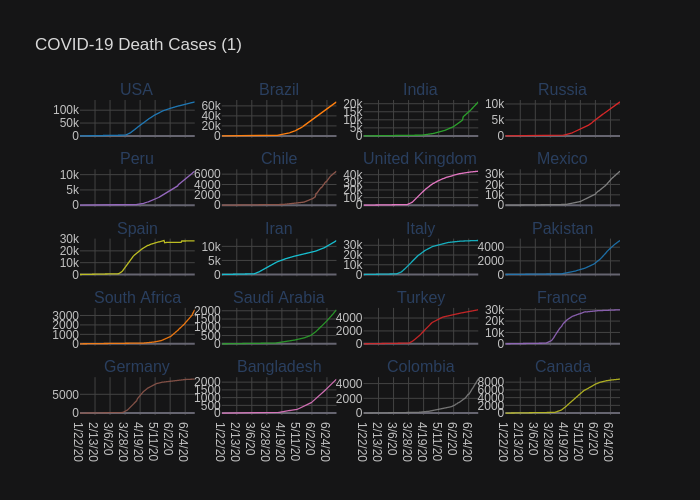 COVID-19 Death Cases (1)
USA
Brazil
India
Russia
100k
50k
0
60k
40k
20k
0
20k
15k
10k
5k
0
10k
5k
0
Peru
Chile
United Kingdom
Mexico
10k
5k
0
6000
4000
2000
0
40k
30k
20k
10k
0
30k
20k
10k
0
Spain
Iran
Italy
Pakistan
30k
20k
10k
0
10k
5k
0
30k
20k
10k
0
4000
2000
0
South Africa
Saudi Arabia
Turkey
France
3000
2000
1000
0
2000
1500
1000
500
0
4000
2000
0
30k
20k
10k
0
Germany
Bangladesh
Colombia
Canada
5000
0
2000
1500
1000
500
0
4000
2000
0
8000
6000
4000
2000
0
1/22/20
2/13/20
3/6/20
3/28/20
4/19/20
5/11/20
6/2/20
6/24/20
1/22/20
2/13/20
3/6/20
3/28/20
4/19/20
5/11/20
6/2/20
6/24/20
1/22/20
2/13/20
3/6/20
3/28/20
4/19/20
5/11/20
6/2/20
6/24/20
1/22/20
2/13/20
3/6/20
3/28/20
4/19/20
5/11/20
6/2/20
6/24/20